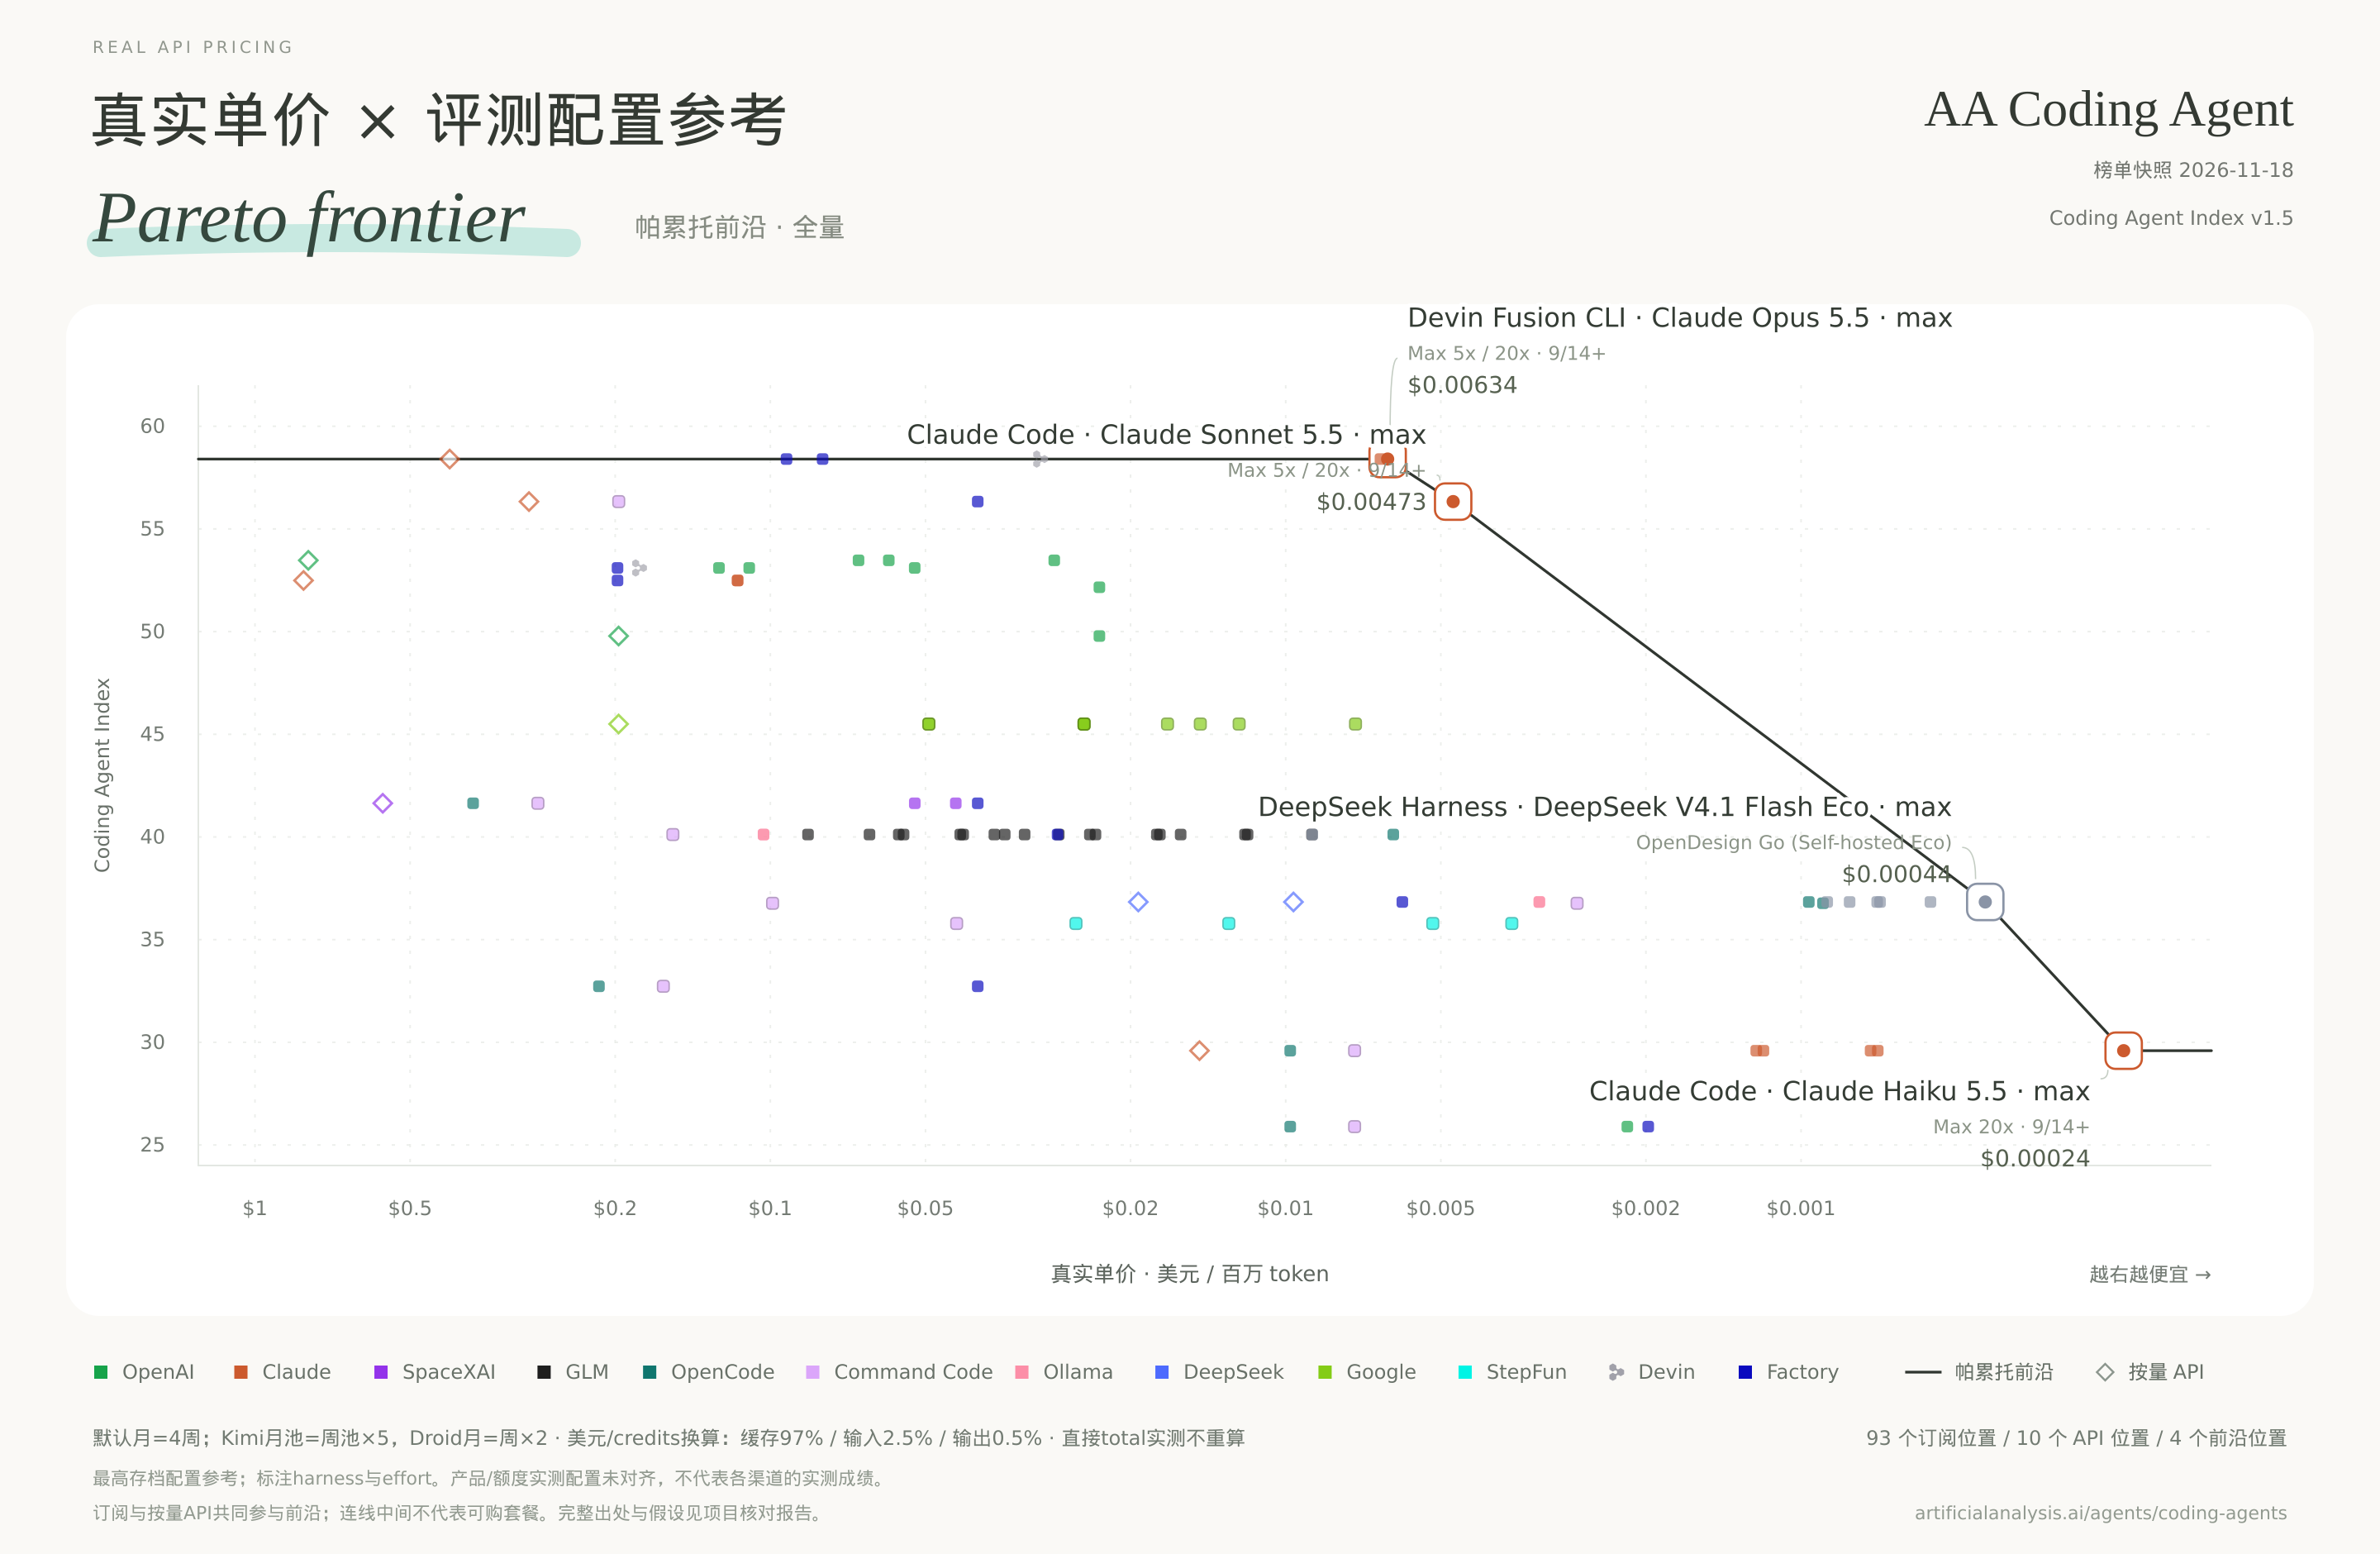 REAL API PRICING
真实单价 × 评测配置参考
Pareto frontier
帕累托前沿 · 全量
AA Coding Agent
榜单快照 2026-11-18
Coding Agent Index v1.5
Devin Fusion CLI · Claude Opus 5.5 · max
Max 5x / 20x · 9/14+
$0.00634
Claude Code · Claude Sonnet 5.5 · max
Max 5x / 20x · 9/14+
$0.00473
DeepSeek Harness · DeepSeek V4.1 Flash Eco · max
OpenDesign Go (Self-hosted Eco)
$0.00044
Claude Code · Claude Haiku 5.5 · max
Max 20x · 9/14+
$0.00024
Coding Agent Index
60
55
50
45
40
35
30
25
$1 $0.5 $0.2 $0.1 $0.05 $0.02 $0.01 $0.005 $0.002 $0.001
真实单价 · 美元 / 百万 token
越右越便宜 →
OpenAI Claude SpaceXAI GLM OpenCode Command Code Ollama DeepSeek Google StepFun Devin Factory 帕累托前沿 按量 API
默认月=4周；Kimi月池=周池×5，Droid月=周×2 · 美元/credits换算：缓存97% / 输入2.5% / 输出0.5% · 直接total实测不重算
93 个订阅位置 / 10 个 API 位置 / 4 个前沿位置
最高存档配置参考；标注harness与effort。产品/额度实测配置未对齐，不代表各渠道的实测成绩。
订阅与按量API共同参与前沿；连线中间不代表可购套餐。完整出处与假设见项目核对报告。
artificialanalysis.ai/agents/coding-agents